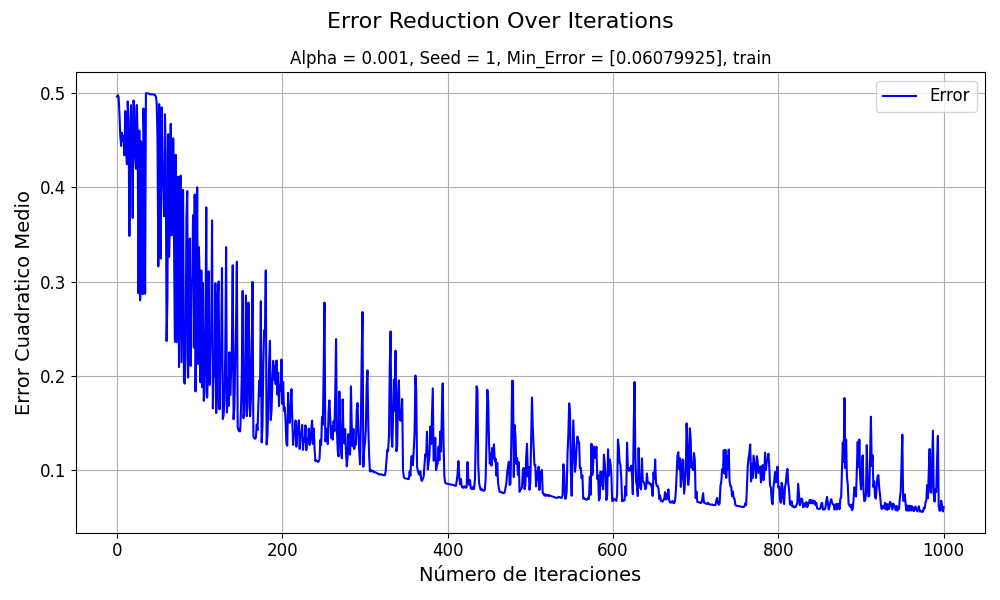 Error Reduction Over Iterations
Alpha = 0.001, Seed = 1, Min_Error = [0.06079925], train
Error
Error Cuadratico Medio
0.5
0.4
0.3
0.2
0.1
0 200 400 600 800 1000
Número de Iteraciones